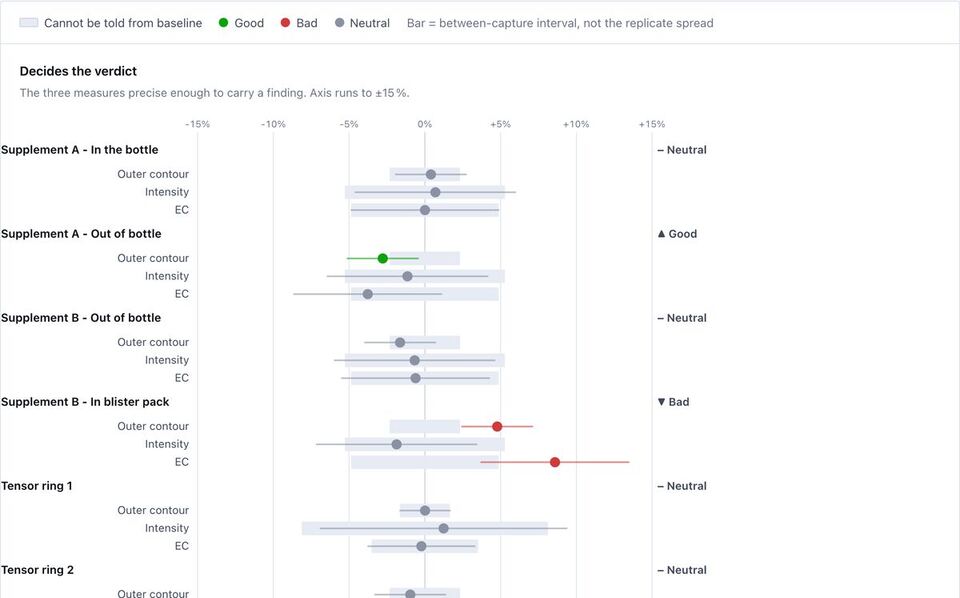 Cannot be told from baseline Good Bad Neutral Bar = between-capture interval, not the replicate spread
Decides the verdict
The three measures precise enough to carry a finding. Axis runs to ±15%.
-15% -10% -5% 0% +5% +10% +15%
Supplement A - In the bottle – Neutral
Outer contour
Intensity
EC
Supplement A - Out of bottle ▲ Good
Outer contour
Intensity
EC
Supplement B - Out of bottle – Neutral
Outer contour
Intensity
EC
Supplement B - In blister pack ▼ Bad
Outer contour
Intensity
EC
Tensor ring 1 – Neutral
Outer contour
Intensity
EC
Tensor ring 2 – Neutral
Outer contour